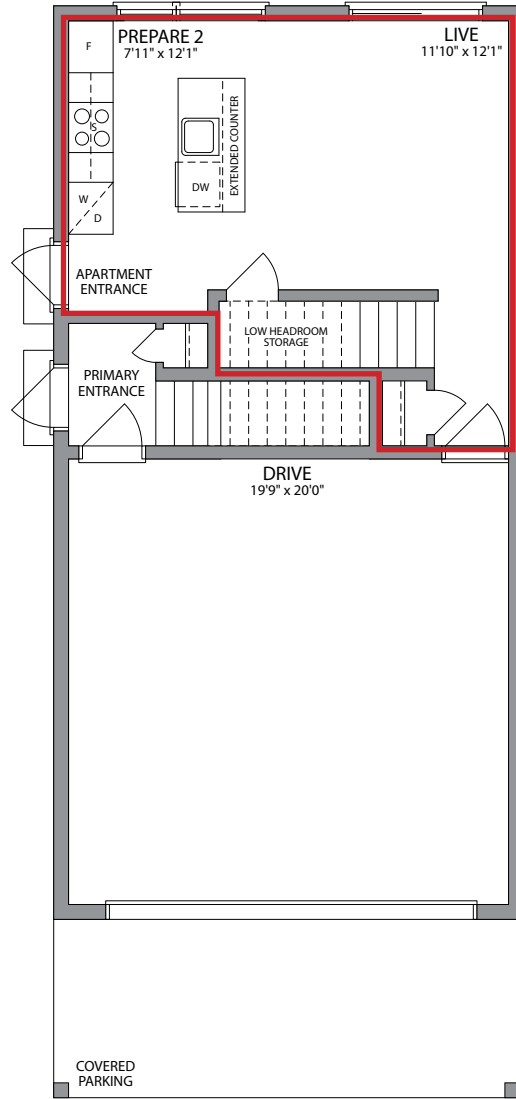 PREPARE 2
7'11" x 12'1"
LIVE
11'10" x 12'1"
F
S
W
D
DW
EXTENDED COUNTER
APARTMENT
ENTRANCE
LOW HEADROOM
STORAGE
PRIMARY
ENTRANCE
DRIVE
19'9" x 20'0"
COVERED
PARKING